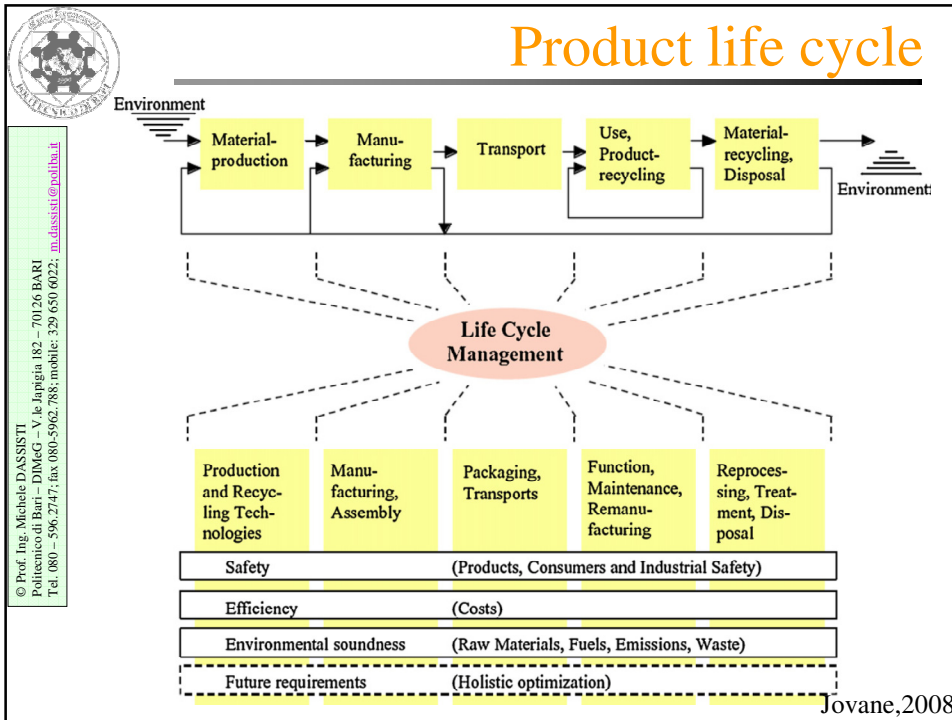 Product life cycle
POLITECNICO DI BARI
© Prof. Ing. Michele DASSISTI
Politecnico di Bari – DIMeG – V.le Japigia 182 – 70126 BARI
Tel. 080 – 596.2747; fax 080-5962.788; mobile: 329 650 6022; m.dassisti@poliba.it
Environment
Material-
production
Manu-
facturing
Transport
Use,
Product-
recycling
Material-
recycling,
Disposal
Environment
Life Cycle
Management
Production
and Recyc-
ling Tech-
nologies
Manu-
facturing,
Assembly
Packaging,
Transports
Function,
Maintenance,
Remanu-
facturing
Reproces-
sing, Treat-
ment, Dis-
posal
Safety (Products, Consumers and Industrial Safety)
Efficiency (Costs)
Environmental soundness (Raw Materials, Fuels, Emissions, Waste)
Future requirements (Holistic optimization)
Jovane,2008